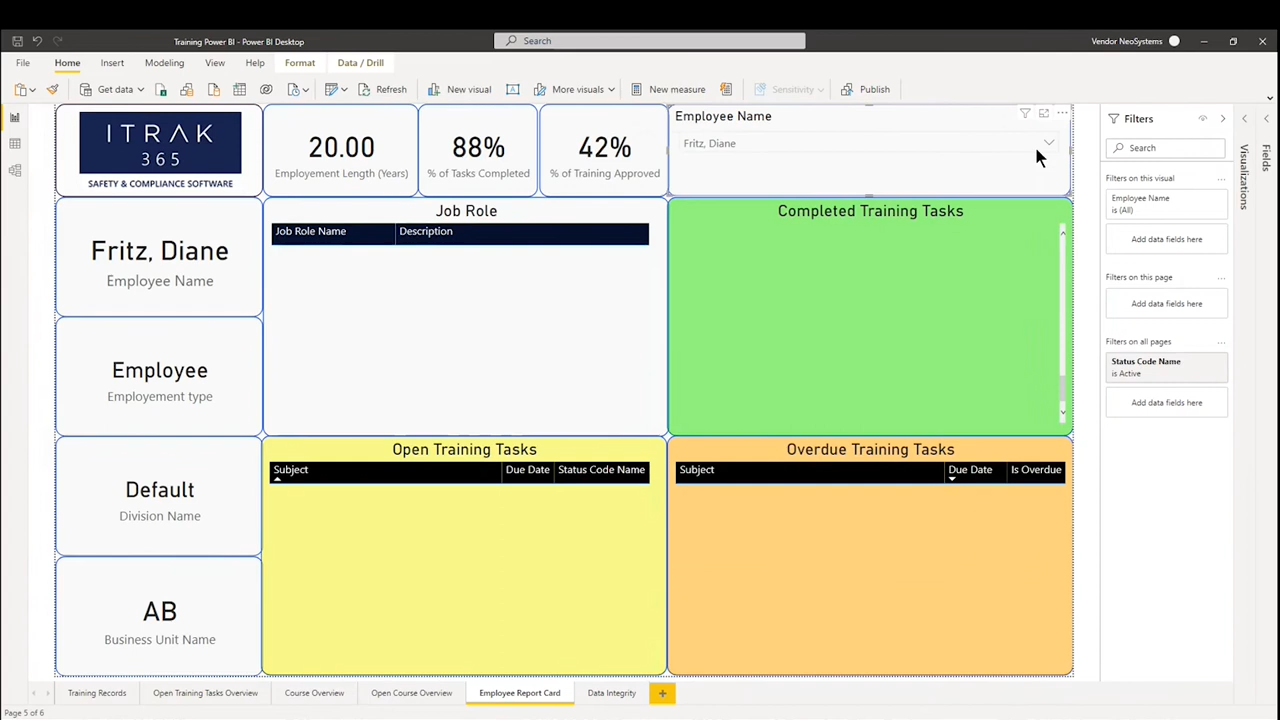 Training Power BI - Power BI Desktop
Search
Vendor NeoSystems
File
Home
Insert
Modeling
View
Help
Format
Data / Drill
Get data
Refresh
New visual
More visuals
New measure
Sensitivity
Publish
ITRAK
365
SAFETY & COMPLIANCE SOFTWARE
20.00
Employement Length (Years)
88%
% of Tasks Completed
42%
% of Training Approved
Employee Name
Fritz, Diane
Filters
Search
Filters on this visual
Employee Name
is (All)
Add data fields here
Filters on this page
Add data fields here
Filters on all pages
Status Code Name
is Active
Add data fields here
Visualizations
Fields
Fritz, Diane
Employee Name
Employee
Employement type
Default
Division Name
AB
Business Unit Name
Job Role
Job Role Name Description
Completed Training Tasks
Open Training Tasks
Subject Due Date Status Code Name
Overdue Training Tasks
Subject Due Date Is Overdue
Training Records
Open Training Tasks Overview
Course Overview
Open Course Overview
Employee Report Card
Data Integrity
Page 5 of 6